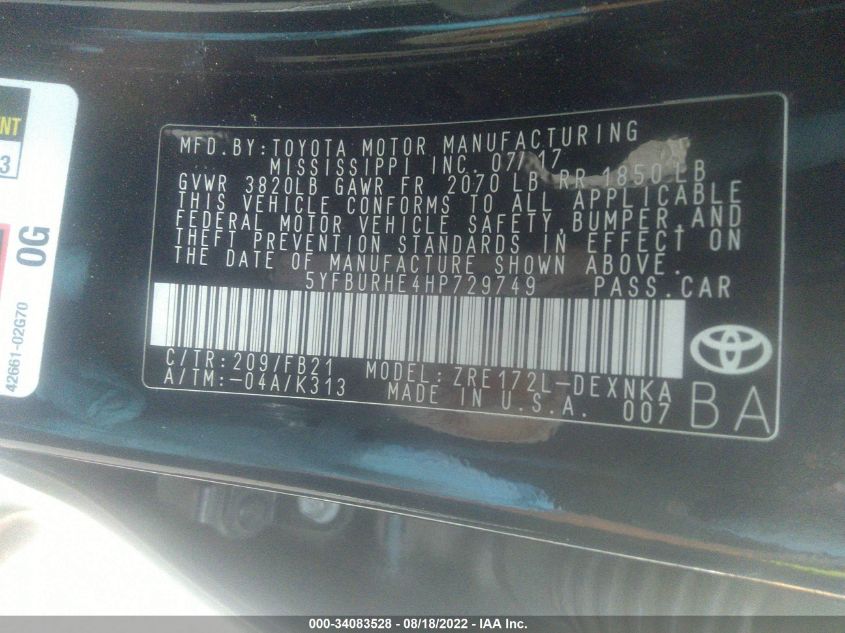 NT
3
0G
42661-02G70
MFD.BY:TOYOTA MOTOR MANUFACTURING
MISSISSIPPI INC. 07/17
GVWR 3820LB GAWR FR 2070 LB RR 1850 LB
THIS VEHICLE CONFORMS TO ALL APPLICABLE
FEDERAL MOTOR VEHICLE SAFETY,BUMPER,AND
THEFT PREVENTION STANDARDS IN EFFECT ON
THE DATE OF MANUFACTURE SHOWN ABOVE.
5YFBURHE4HP729749 PASS.CAR
C/TR:209/FB21 MODEL:ZRE172L-DEXNKA
A/TM:-04A/K313 MADE IN U.S.A. 007
BA
000-34083528 - 08/18/2022 - IAA Inc.